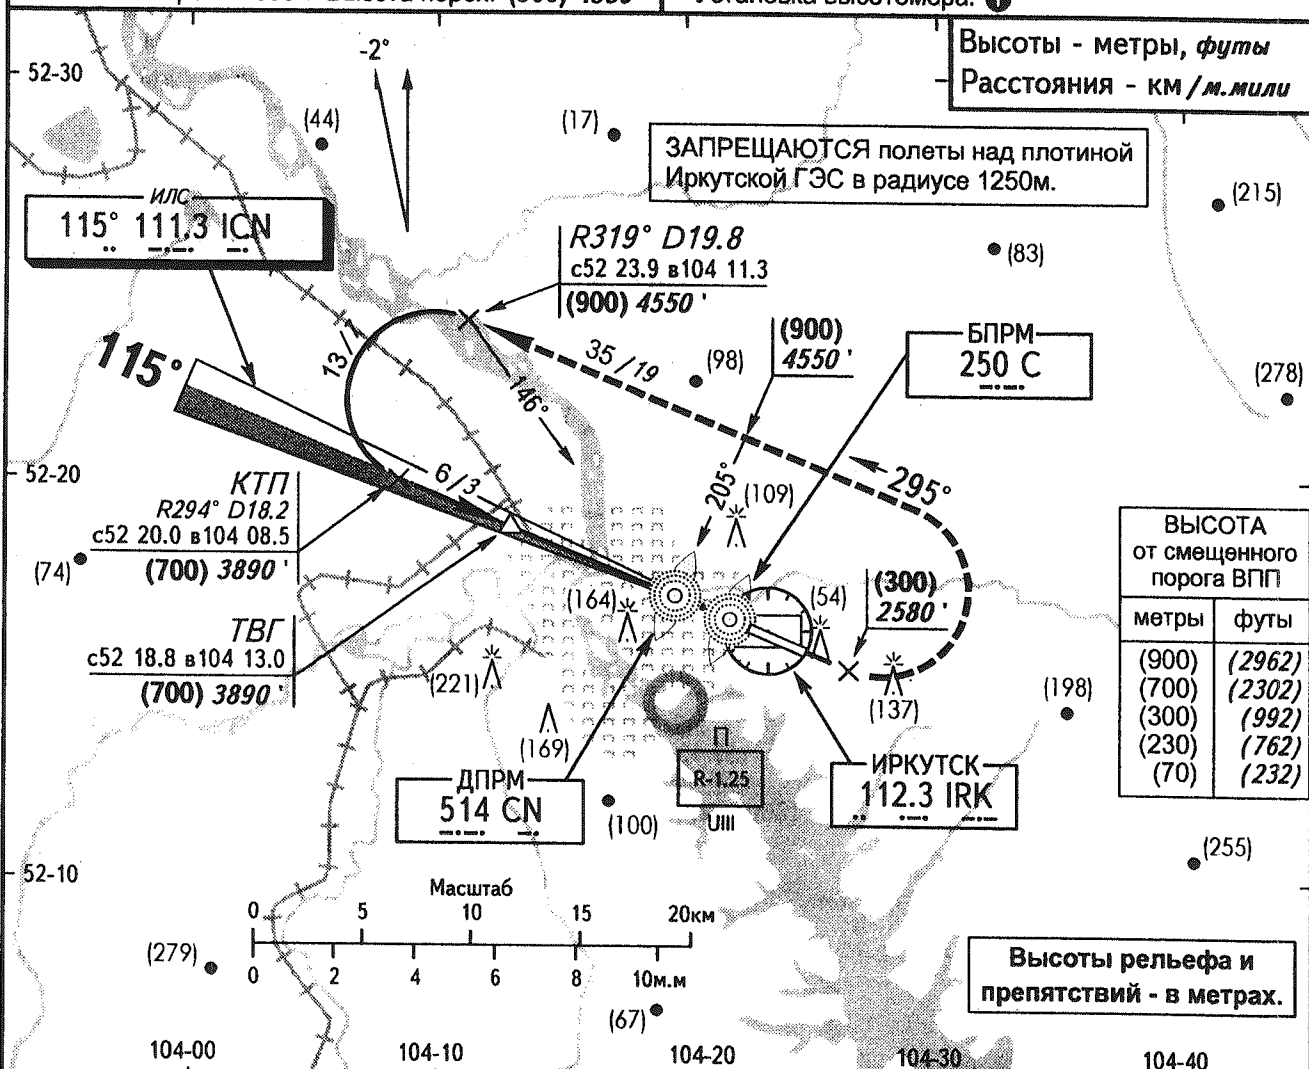 (900) 4550
Установка высотомера.
Высоты - метры, футы
Расстояния - км/м.мили
52-30
-2°
(44)
(17)
ЗАПРЕЩАЮТСЯ полеты над плотиной
Иркутской ГЭС в радиусе 1250м.
(215)
ИЛС
115° 111.3 ICN
R319° D19.8
с52 23.9 в104 11.3
(900) 4550 '
(83)
115°
13/7
146°
35/19
(98)
(900)
4550 '
БПРМ
250 С
(278)
52-20
КТП
R294° D18.2
с52 20.0 в104 08.5
(700) 3890 '
6/3
205°
(109)
295°
ВЫСОТА
от смещенного
порога ВПП
метры футы
(900) (2962)
(700) (2302)
(300) (992)
(230) (762)
(70) (232)
(74)
ТВГ
с52 18.8 в104 13.0
(700) 3890 '
(164)
(54)
(300)
2580 '
(221)
(137)
(198)
(169)
П
R-1.25
UIII
ДПРМ
514 CN
(100)
ИРКУТСК
112.3 IRK
(255)
52-10
Масштаб
0 5 10 15 20км
0 2 4 6 8 10м.м
(279)
(67)
Высоты рельефа и
препятствий - в метрах.
104-00 104-10 104-20 104-30 104-40